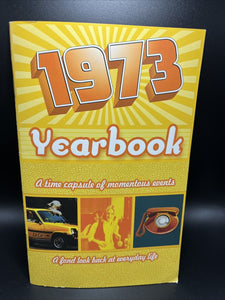 1973
Yearbook
A time capsule of momentous events
A fond look back at everyday life